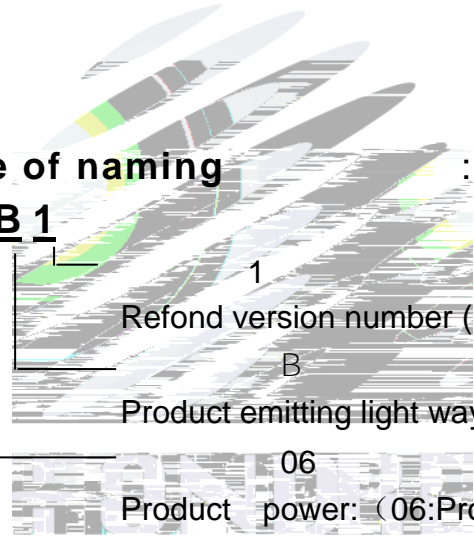 e of naming :
B 1
1
Refond version number (
B
Product emitting light way
06
Product power:（06:Pro